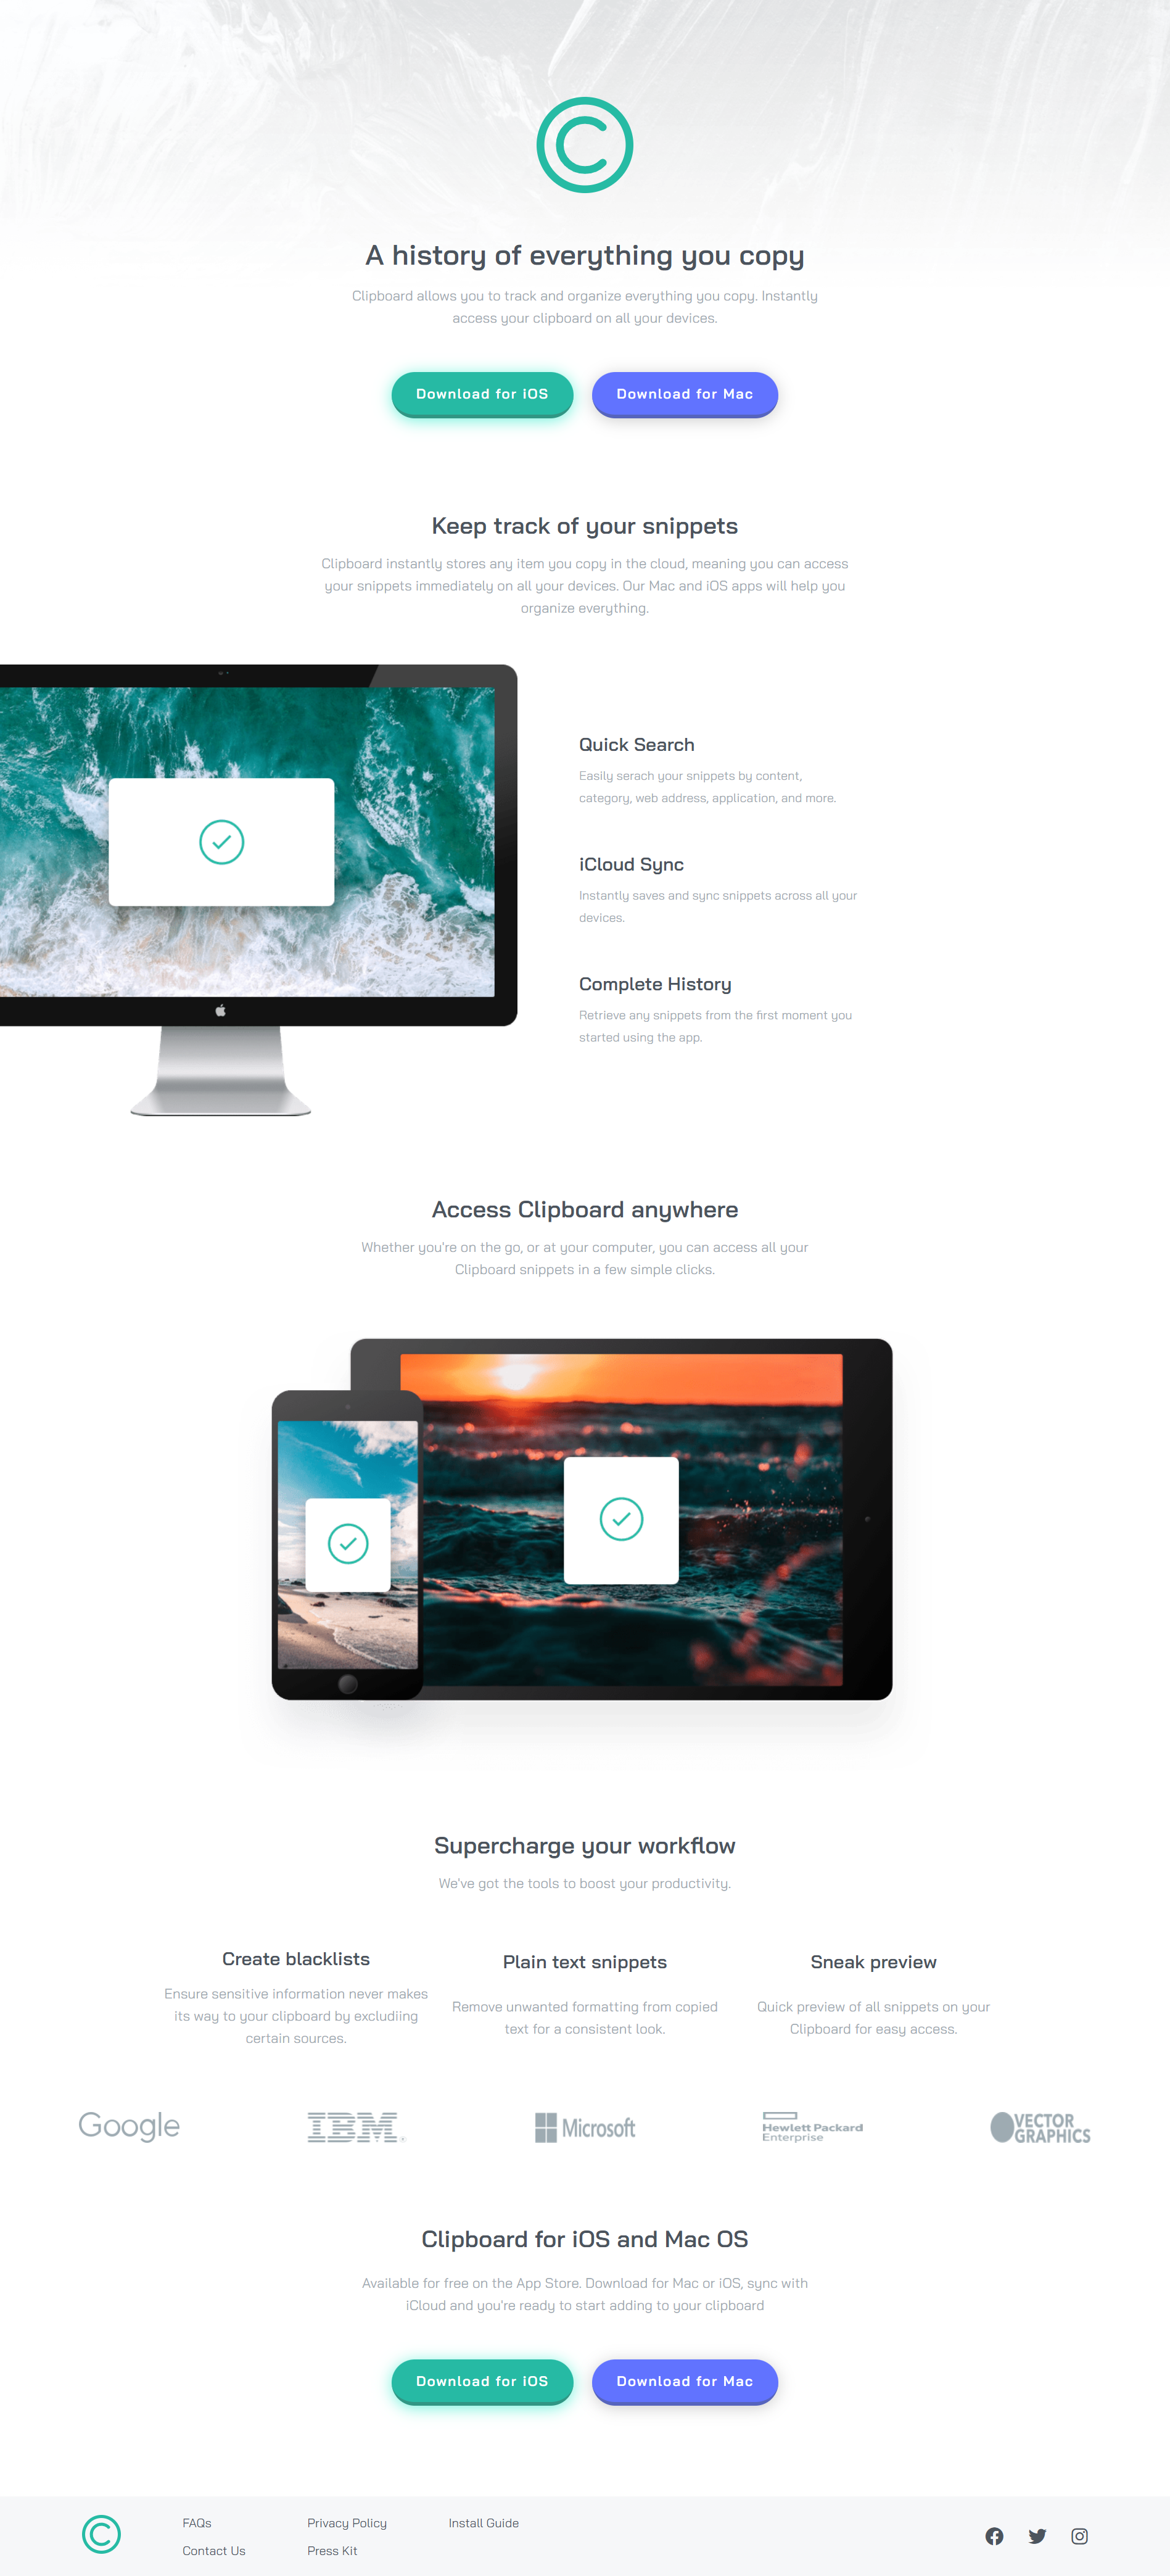 A history of everything you copy
Clipboard allows you to track and organize everything you copy. Instantly
access your clipboard on all your devices.
Download for iOS
Download for Mac
Keep track of your snippets
Clipboard instantly stores any item you copy in the cloud, meaning you can access
your snippets immediately on all your devices. Our Mac and iOS apps will help you
organize everything.
Quick Search
Easily serach your snippets by content,
category, web address, application, and more.
iCloud Sync
Instantly saves and sync snippets across all your
devices.
Complete History
Retrieve any snippets from the first moment you
started using the app.
Access Clipboard anywhere
Whether you're on the go, or at your computer, you can access all your
Clipboard snippets in a few simple clicks.
Supercharge your workflow
We've got the tools to boost your productivity.
Create blacklists
Ensure sensitive information never makes
its way to your clipboard by excludiing
certain sources.
Plain text snippets
Remove unwanted formatting from copied
text for a consistent look.
Sneak preview
Quick preview of all snippets on your
Clipboard for easy access.
Google
IBM
Microsoft
Hewlett Packard
Enterprise
VECTOR
GRAPHICS
Clipboard for iOS and Mac OS
Available for free on the App Store. Download for Mac or iOS, sync with
iCloud and you're ready to start adding to your clipboard
Download for iOS
Download for Mac
FAQs
Contact Us
Privacy Policy
Press Kit
Install Guide